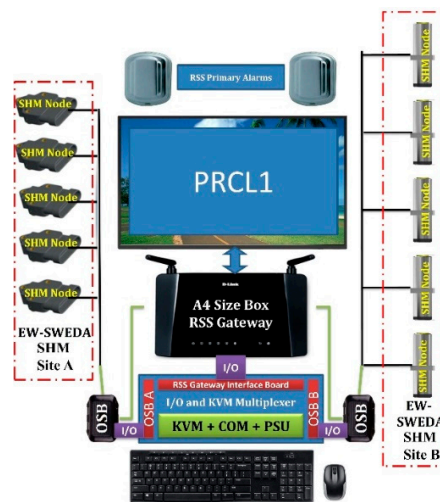 RSS Primary Alarms
SHM Node
SHM Node
SHM Node
SHM Node
SHM Node
EW-SWEDA
SHM
Site A
PRCL1
D-Link
A4 Size Box
RSS Gateway
I/O
RSS Gateway Interface Board
I/O and KVM Multiplexer
KVM + COM + PSU
OSB A
OSB B
OSB
I/O
OSB
I/O
SHM Node
SHM Node
SHM Node
SHM Node
SHM Node
EW-
SWEDA
SHM
Site B